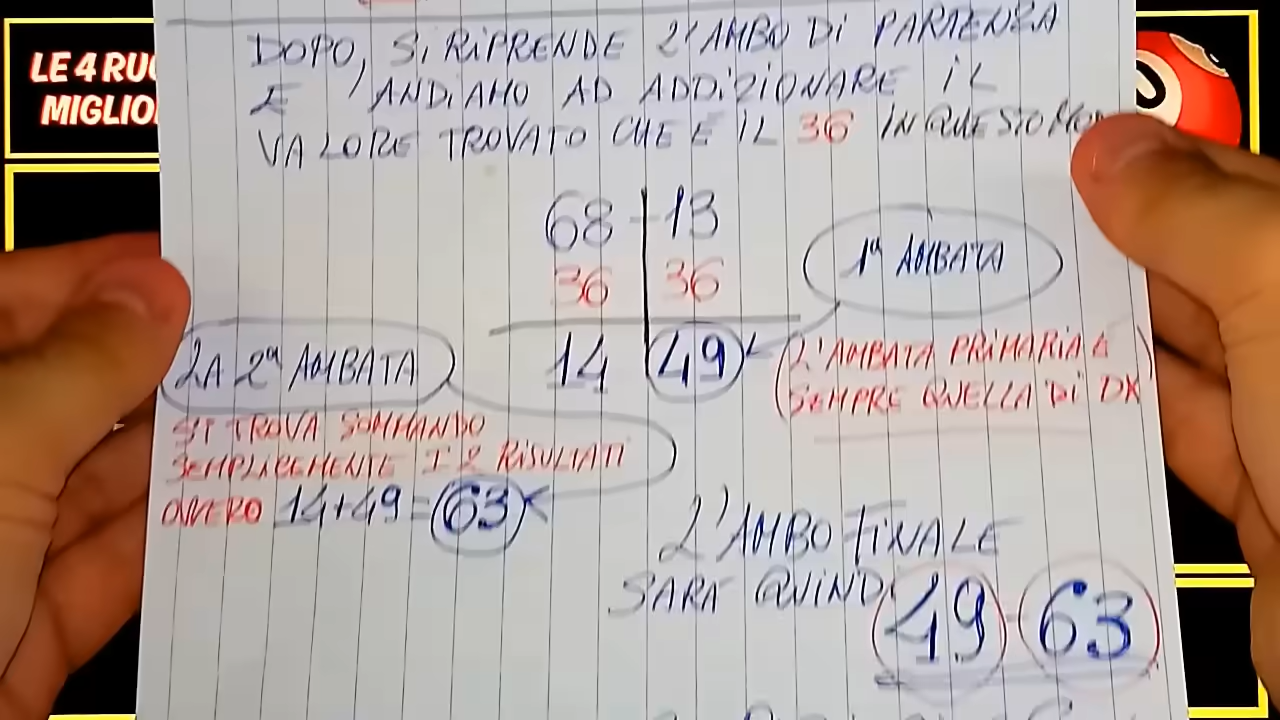 LE 4 RUO
MIGLIO
DOPO, SI RIPRENDE L'AMBO DI PARTENZA
E ANDIAMO AD ADDIZIONARE IL
VALORE TROVATO CHE E IL 36 IN QUESTO MOD
68 - 13
36 36
14 49
1ª AMBATA
(L'AMBATA PRIMARIA È
SEMPRE QUELLA DI DX)
LA 2ª AMBATA
SI TROVA SOMMANDO
SEMPLICEMENTE I 2 RISULTATI
OVVERO 14+49=63
L'AMBO FINALE
SARÀ QUINDI 49-63